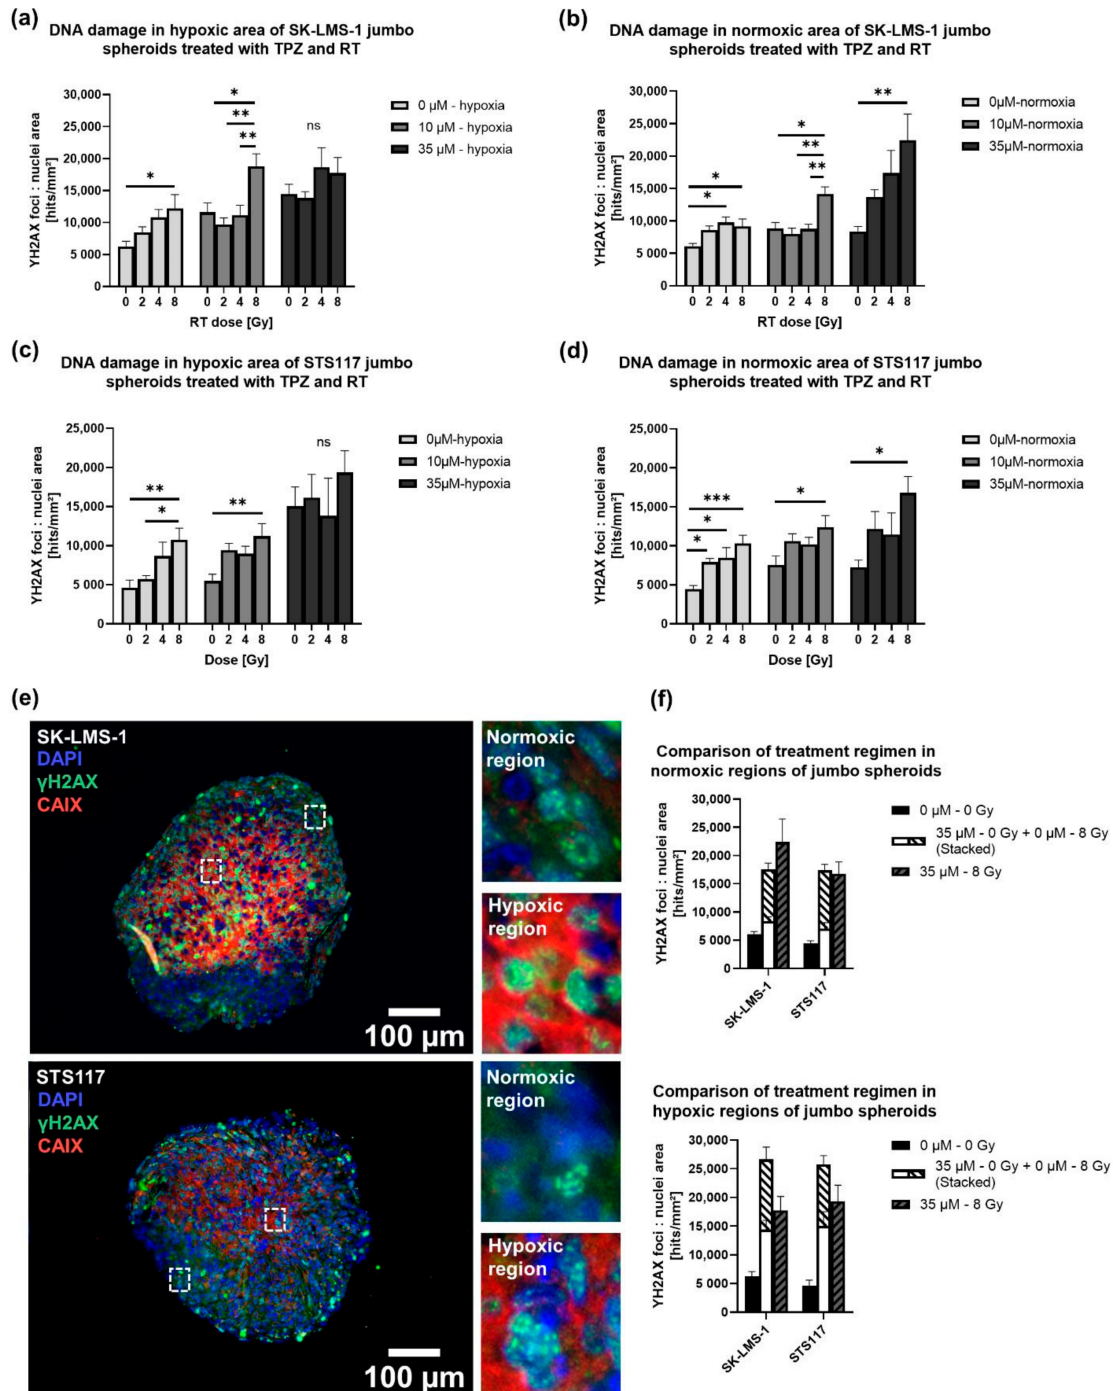 (a)
DNA damage in hypoxic area of SK-LMS-1 jumbo
spheroids treated with TPZ and RT
YH2AX foci : nuclei area
[hits/mm²]
30,000
25,000
20,000
15,000
10,000
5 000
0
*
*
**
**
ns
0 2 4 8 0 2 4 8 0 2 4 8
RT dose [Gy]
0 µM - hypoxia
10 µM - hypoxia
35 µM - hypoxia
(b)
DNA damage in normoxic area of SK-LMS-1 jumbo
spheroids treated with TPZ and RT
YH2AX foci : nuclei area
[hits/mm²]
30,000
25,000
20,000
15,000
10,000
5 000
0
*
*
*
**
**
**
0 2 4 8 0 2 4 8 0 2 4 8
RT dose [Gy]
0µM-normoxia
10µM-normoxia
35µM-normoxia
(c)
DNA damage in hypoxic area of STS117 jumbo
spheroids treated with TPZ and RT
YH2AX foci : nuclei area
[hits/mm²]
25,000
20,000
15,000
10,000
5 000
0
**
*
**
ns
0 2 4 8 0 2 4 8 0 2 4 8
Dose [Gy]
0µM-hypoxia
10µM-hypoxia
35µM-hypoxia
(d)
DNA damage in normoxic area of STS117 jumbo
spheroids treated with TPZ and RT
YH2AX foci : nuclei area
[hits/mm²]
25,000
20,000
15,000
10,000
5 000
0
***
*
*
*
*
0 2 4 8 0 2 4 8 0 2 4 8
Dose [Gy]
0µM-normoxia
10µM-normoxia
35µM-normoxia
(e)
SK-LMS-1
DAPI
γH2AX
CAIX
100 µm
Normoxic
region
Hypoxic
region
STS117
DAPI
γH2AX
CAIX
100 µm
Normoxic
region
Hypoxic
region
(f)
Comparison of treatment regimen in
normoxic regions of jumbo spheroids
YH2AX foci : nuclei area
[hits/mm²]
30,000
25,000
20,000
15,000
10,000
5 000
0
SK-LMS-1
STS117
0 µM - 0 Gy
35 µM - 0 Gy + 0 µM - 8 Gy
(Stacked)
35 µM - 8 Gy
Comparison of treatment regimen in
hypoxic regions of jumbo spheroids
YH2AX foci : nuclei area
[hits/mm²]
30,000
25,000
20,000
15,000
10,000
5 000
0
SK-LMS-1
STS117
0 µM - 0 Gy
35 µM - 0 Gy + 0 µM - 8 Gy
(Stacked)
35 µM - 8 Gy